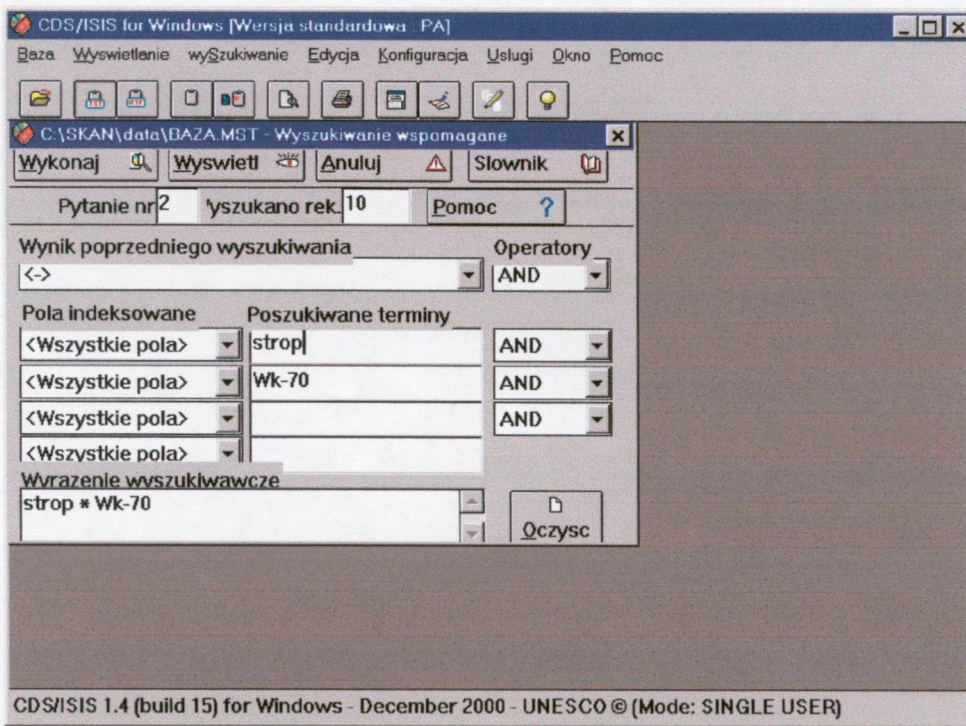 CDS/ISIS for Windows [Wersja standardowa . PA]
Baza Wyswietlanie wySzukiwanie Edycja Konfiguracja Uslugi Okno Pomoc
C:\SKAN\data\BAZA.MST - Wyszukiwanie wspomagane
Wykonaj Wyswietl Anuluj Slownik
Pytanie nr 2 'yszukano rek. 10 Pomoc ?
Wynik poprzedniego wyszukiwania Operatory
<-> AND
Pola indeksowane Poszukiwane terminy
<Wszystkie pola> strop AND
<Wszystkie pola> Wk-70 AND
<Wszystkie pola> AND
<Wszystkie pola>
Wyrazenie wyszukiwawcze
strop * Wk-70
Oczysc
CDS/ISIS 1.4 (build 15) for Windows - December 2000 - UNESCO © (Mode: SINGLE USER)